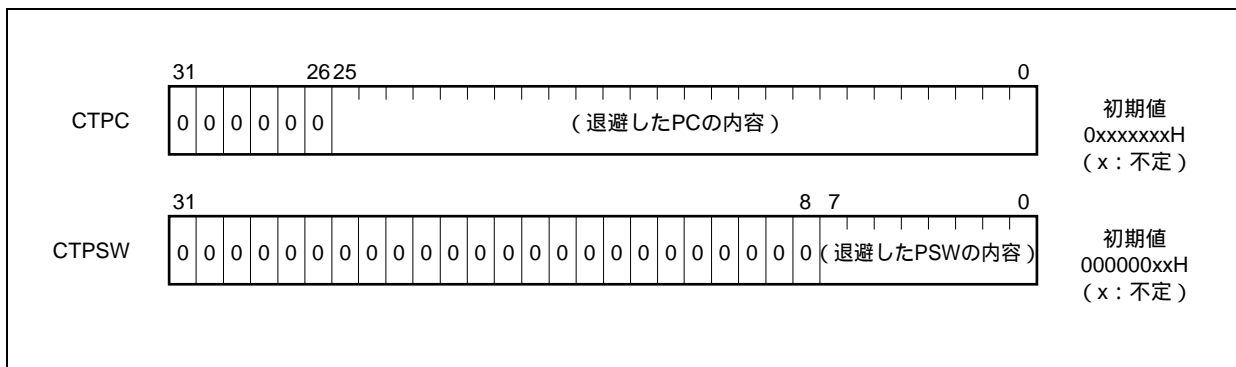 31 26 25 0
CTPC 0 0 0 0 0 0 (退避したPCの内容) 初期値
0xxxxxxxH
(x:不定)
31 8 7 0
CTPSW 0 0 0 0 0 0 0 0 0 0 0 0 0 0 0 0 0 0 0 0 0 0 0 0 (退避したPSWの内容) 初期値
000000xxH
(x:不定)